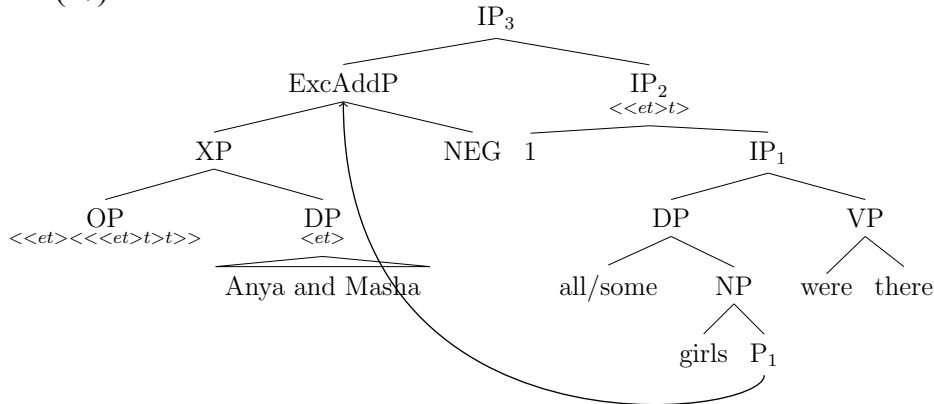 IP₃
ExcAddP IP₂
<<et>t>
XP NEG 1 IP₁
OP DP DP VP
<<et><<<et>t>t>> <et>
Anya and Masha all/some NP were there
girls P₁